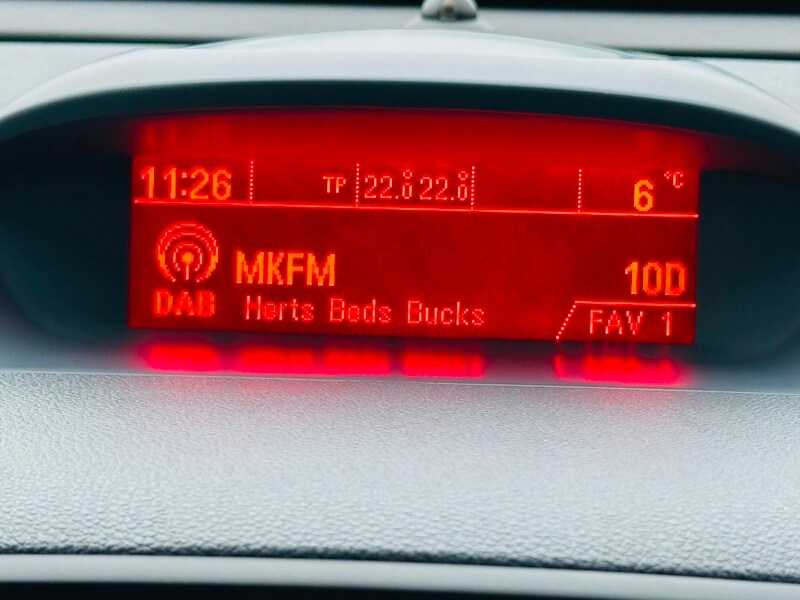 11:26 TP 22.0 22.0 6 °C
MKFM 10D
DAB Herts Beds Bucks FAV 1